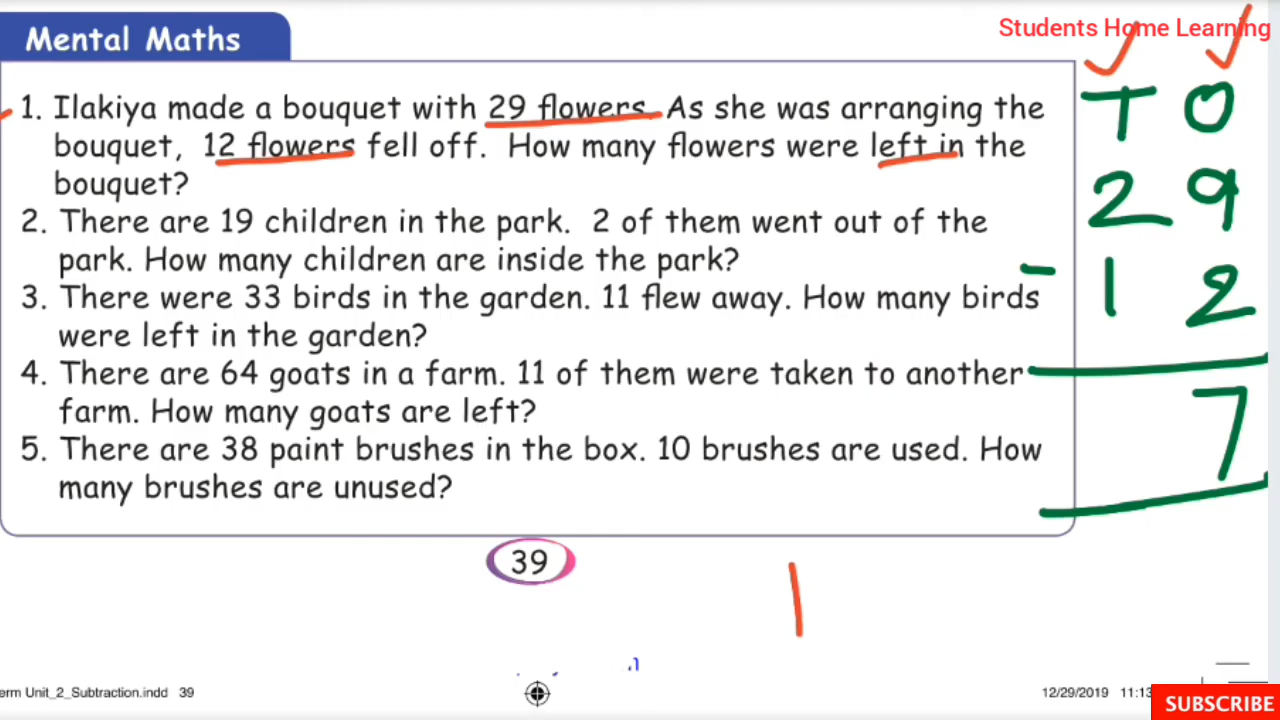 Students Home Learning
Mental Maths
1. Ilakiya made a bouquet with 29 flowers. As she was arranging the
bouquet, 12 flowers fell off. How many flowers were left in the
bouquet?
2. There are 19 children in the park. 2 of them went out of the
park. How many children are inside the park?
3. There were 33 birds in the garden. 11 flew away. How many birds
were left in the garden?
4. There are 64 goats in a farm. 11 of them were taken to another
farm. How many goats are left?
5. There are 38 paint brushes in the box. 10 brushes are used. How
many brushes are unused?
T O
2 9
- 1 2
7
39
erm Unit_2_Subtraction.indd 39
12/29/2019 11:13
SUBSCRIBE